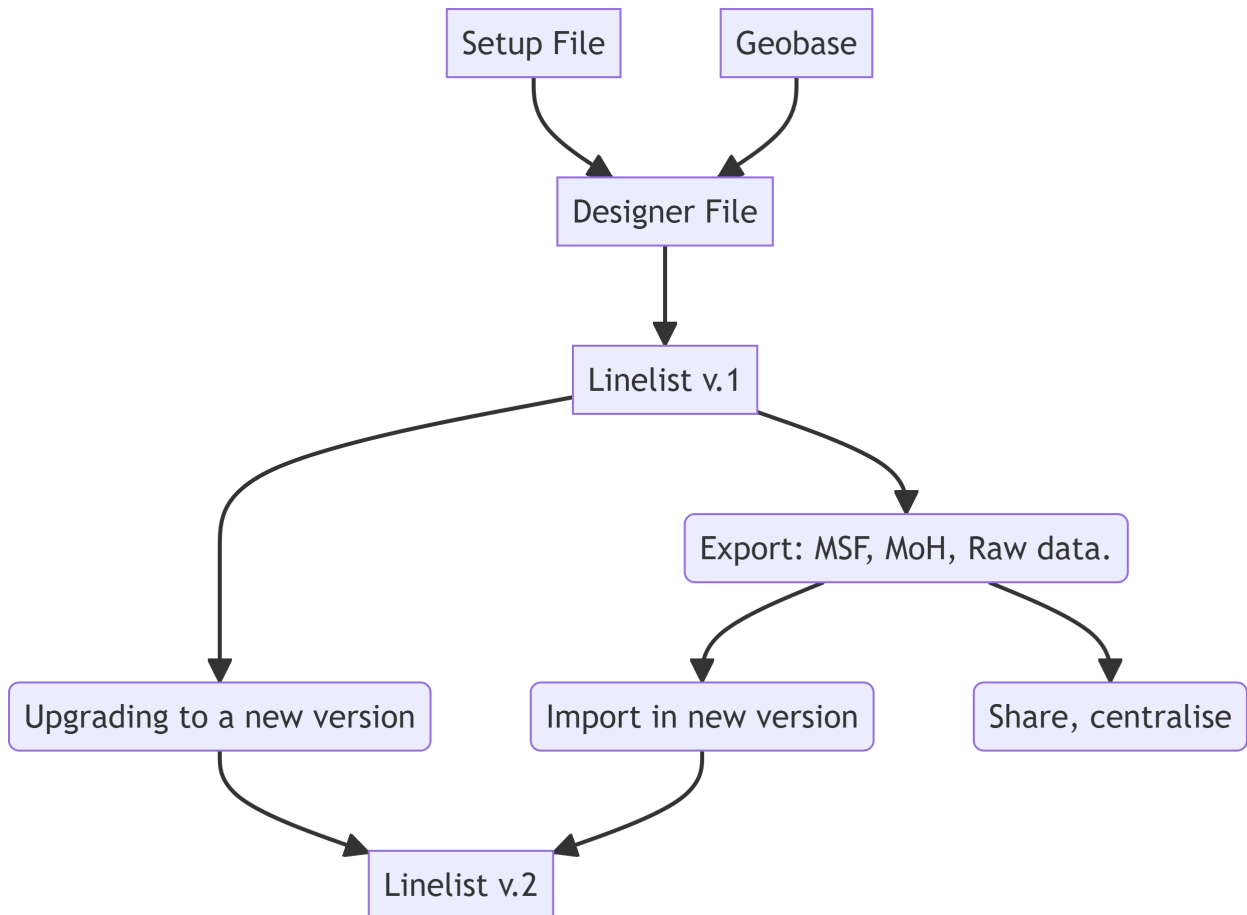 Setup File
Geobase
Designer File
Linelist v.1
Export: MSF, MoH, Raw data.
Upgrading to a new version
Import in new version
Share, centralise
Linelist v.2